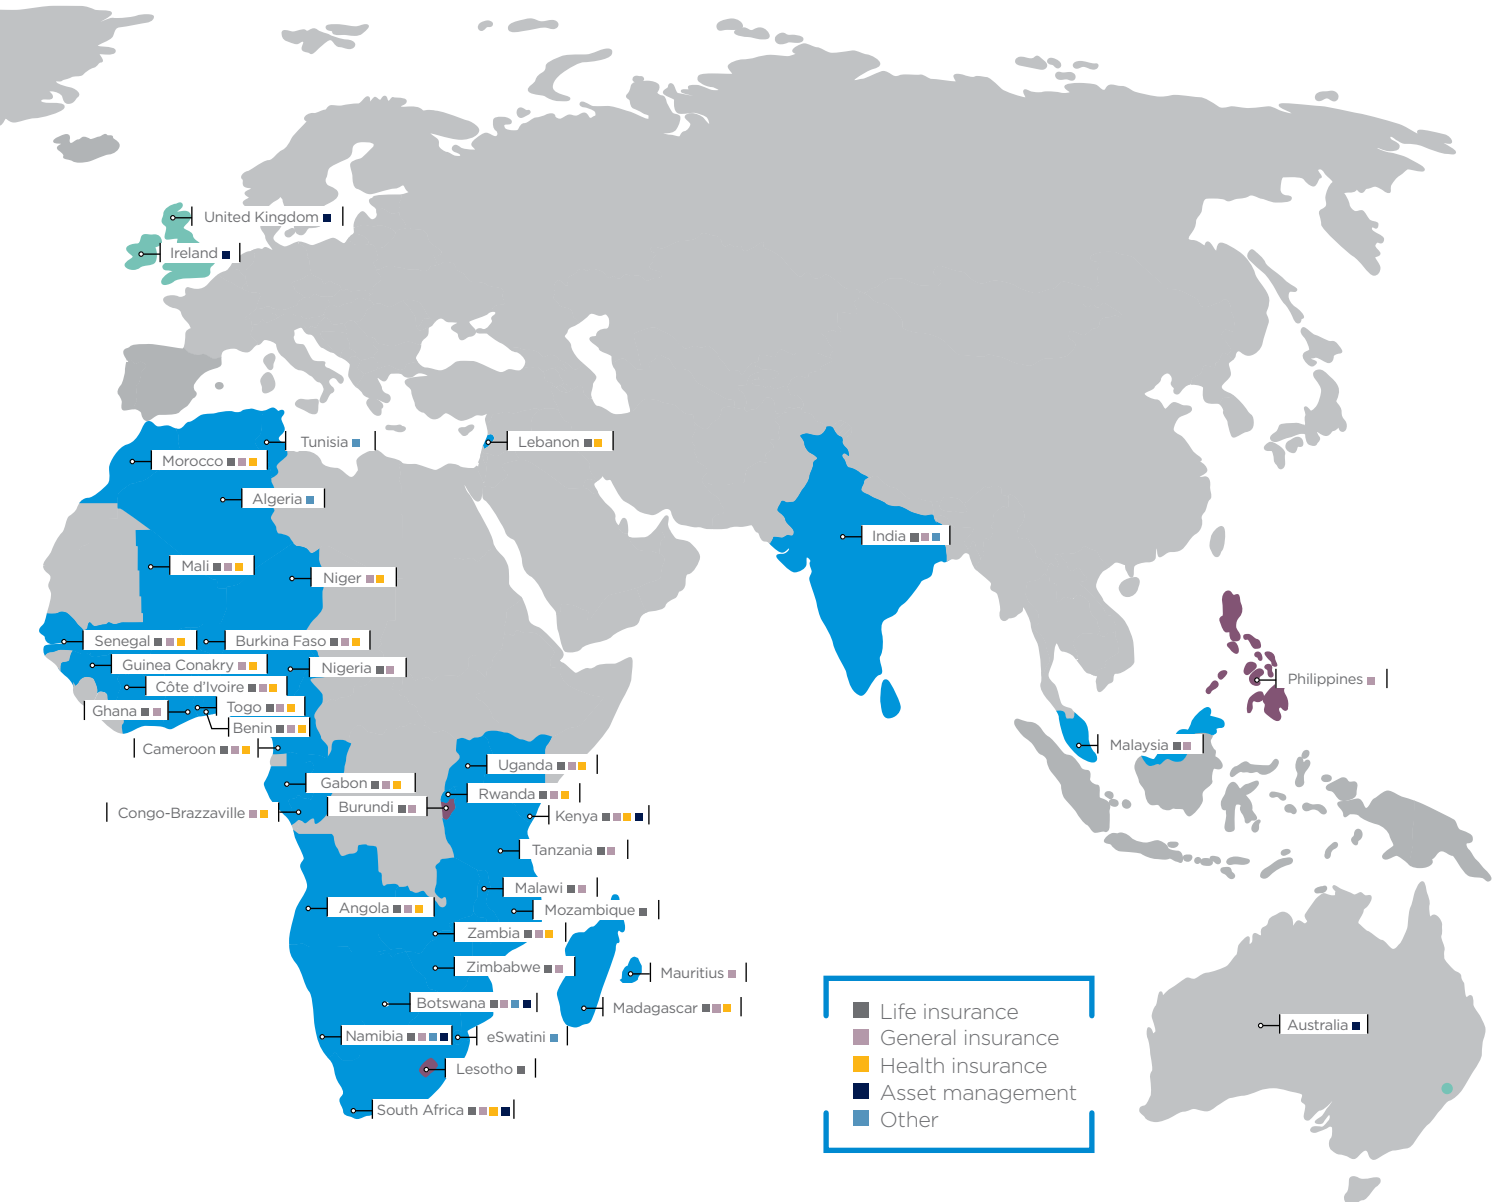 United Kingdom
Ireland
Tunisia
Lebanon
Morocco
Algeria
India
Mali
Niger
Senegal
Burkina Faso
Guinea Conakry
Nigeria
Côte d'Ivoire
Philippines
Ghana
Togo
Benin
Cameroon
Malaysia
Uganda
Gabon
Rwanda
Burundi
Congo-Brazzaville
Kenya
Tanzania
Malawi
Angola
Mozambique
Zambia
Zimbabwe
Mauritius
Botswana
Madagascar
Namibia
eSwatini
Lesotho
South Africa
Australia
Life insurance
General insurance
Health insurance
Asset management
Other